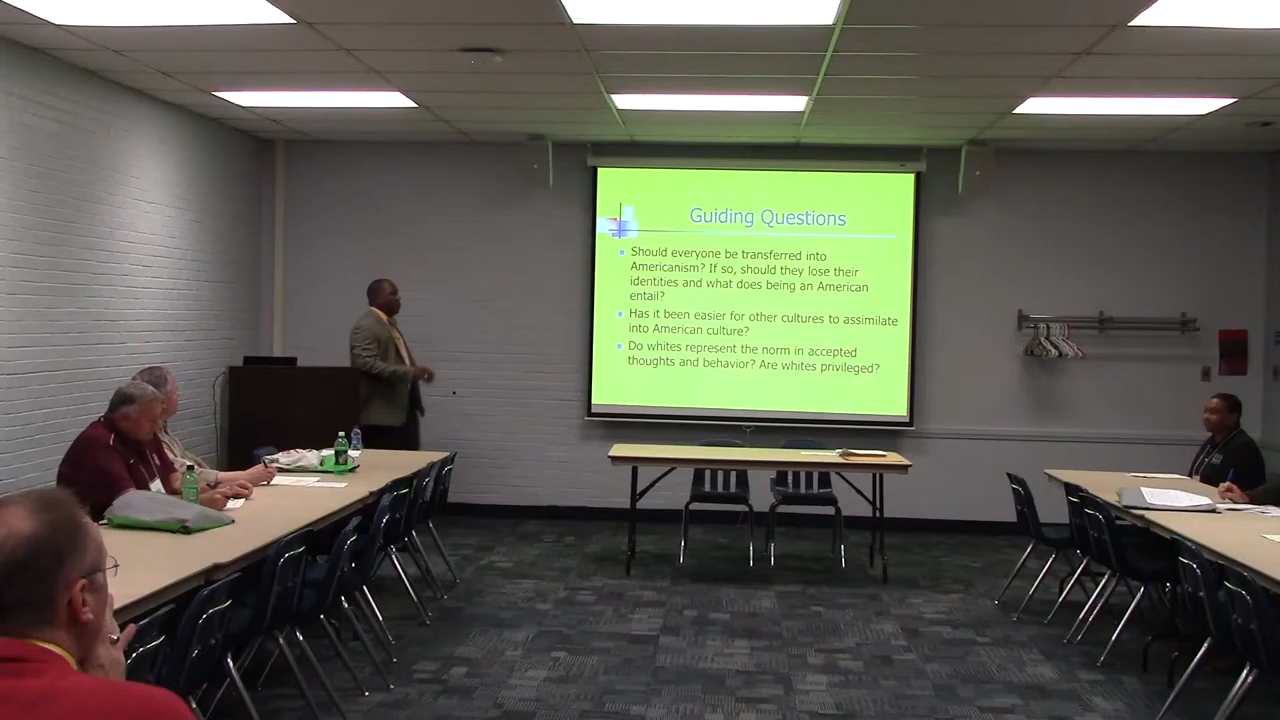 Guiding Questions
Should everyone be transferred into
Americanism? If so, should they lose their
identities and what does being an American
entail?
Has it been easier for other cultures to assimilate
into American culture?
Do whites represent the norm in accepted
thoughts and behavior? Are whites privileged?